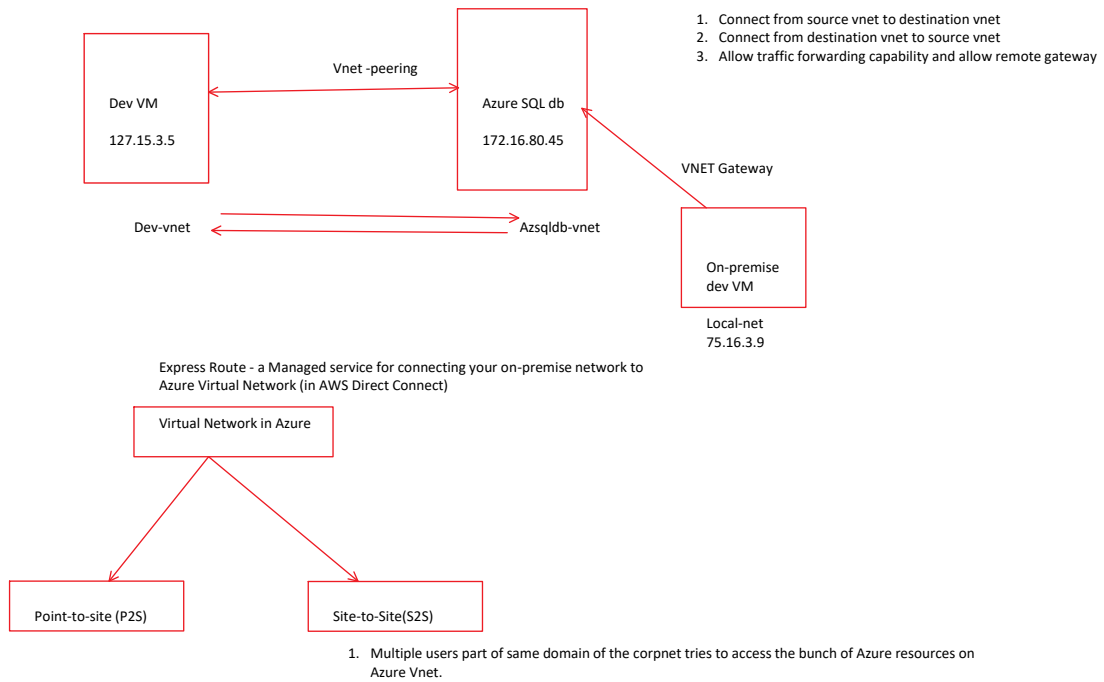 1. Connect from source vnet to destination vnet
2. Connect from destination vnet to source vnet
3. Allow traffic forwarding capability and allow remote gateway
Vnet -peering
Dev VM
127.15.3.5
Azure SQL db
172.16.80.45
VNET Gateway
Dev-vnet
Azsqldb-vnet
On-premise
dev VM
Local-net
75.16.3.9
Express Route - a Managed service for connecting your on-premise network to
Azure Virtual Network (in AWS Direct Connect)
Virtual Network in Azure
Point-to-site (P2S)
Site-to-Site(S2S)
1. Multiple users part of same domain of the corpnet tries to access the bunch of Azure resources on
Azure Vnet.